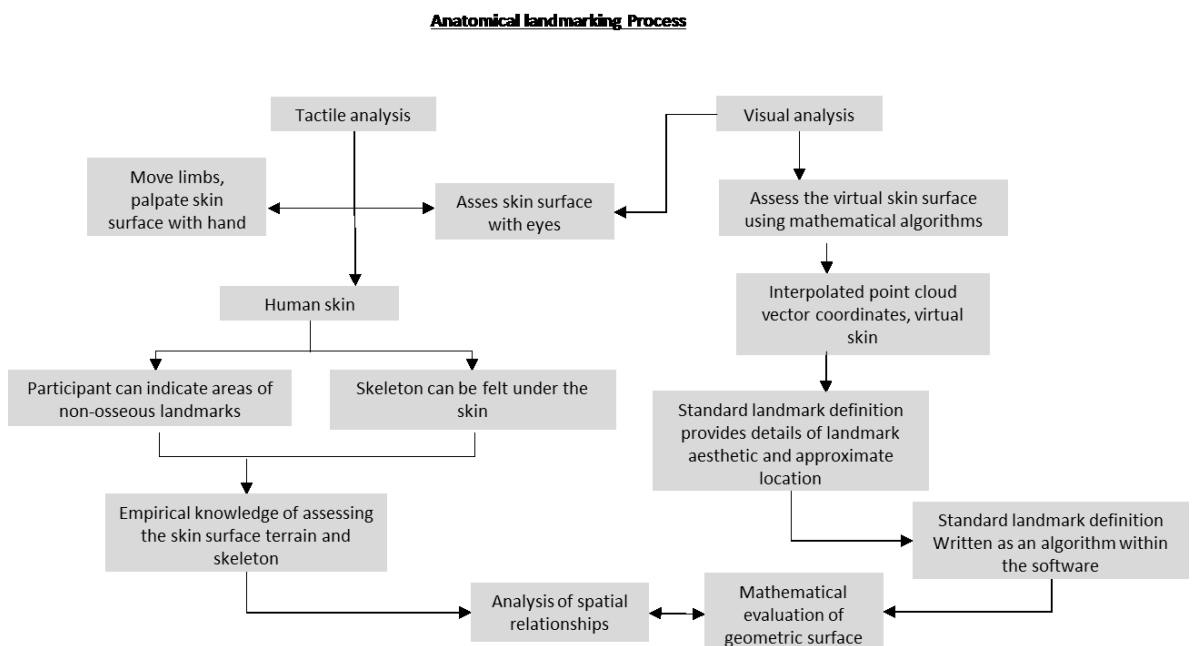 Anatomical landmarking Process
Tactile analysis
Visual analysis
Move limbs,
palpate skin
surface with hand
Asses skin surface
with eyes
Assess the virtual skin surface
using mathematical algorithms
Human skin
Interpolated point cloud
vector coordinates, virtual
skin
Participant can indicate areas of
non-osseous landmarks
Skeleton can be felt under the
skin
Standard landmark definition
provides details of landmark
aesthetic and approximate
location
Empirical knowledge of assessing
the skin surface terrain and
skeleton
Standard landmark definition
Written as an algorithm within
the software
Analysis of spatial
relationships
Mathematical
evaluation of
geometric surface